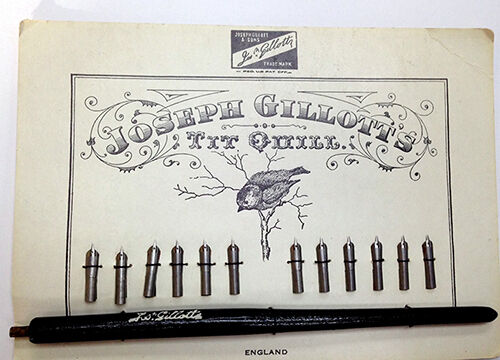 JOSEPH GILLOTT
& SONS
Jos.h Gillott's
TRADE MARK
REG. U.S. PAT. OFF.
JOSEPH GILLOTT'S
TIT QUILL.
Jos. Gillott's
ENGLAND